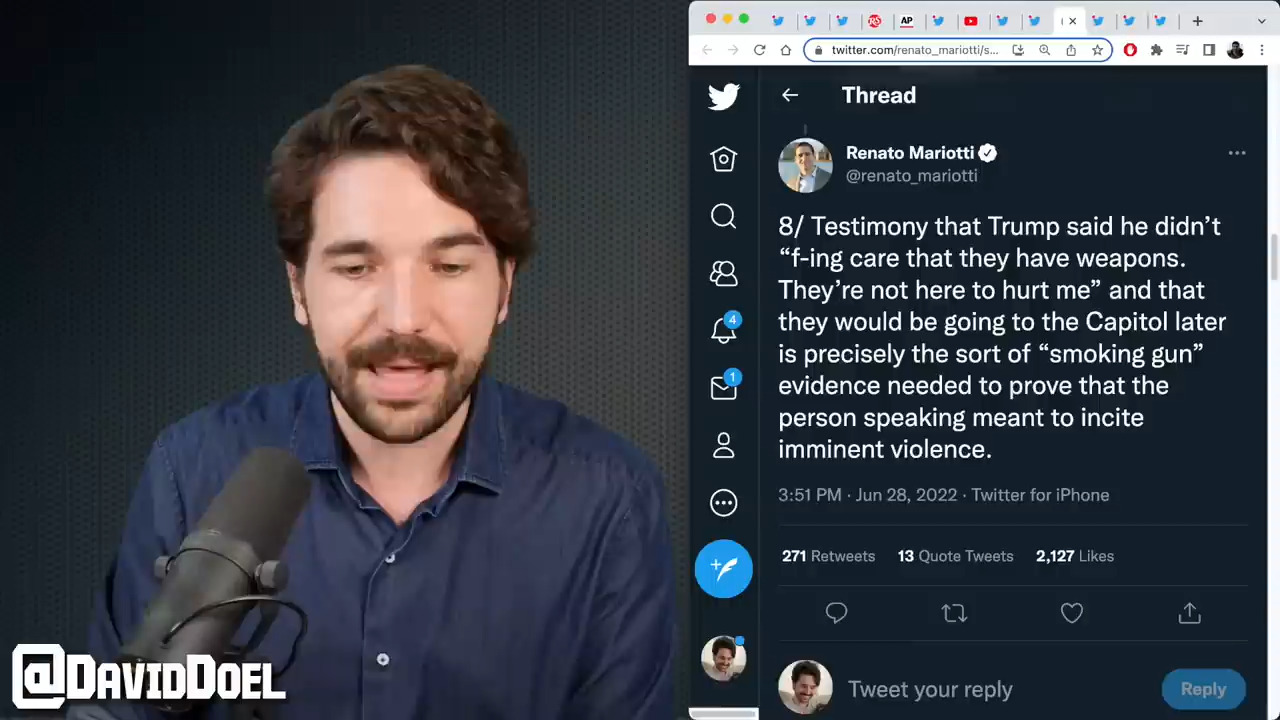 twitter.com/renato_mariotti/s...
Thread
Renato Mariotti
@renato_mariotti
8/ Testimony that Trump said he didn’t
“f-ing care that they have weapons.
They’re not here to hurt me” and that
they would be going to the Capitol later
is precisely the sort of “smoking gun”
evidence needed to prove that the
person speaking meant to incite
imminent violence.
3:51 PM · Jun 28, 2022 · Twitter for iPhone
271 Retweets 13 Quote Tweets 2,127 Likes
Tweet your reply
Reply
4
1
AP
@DAVIDDOEL